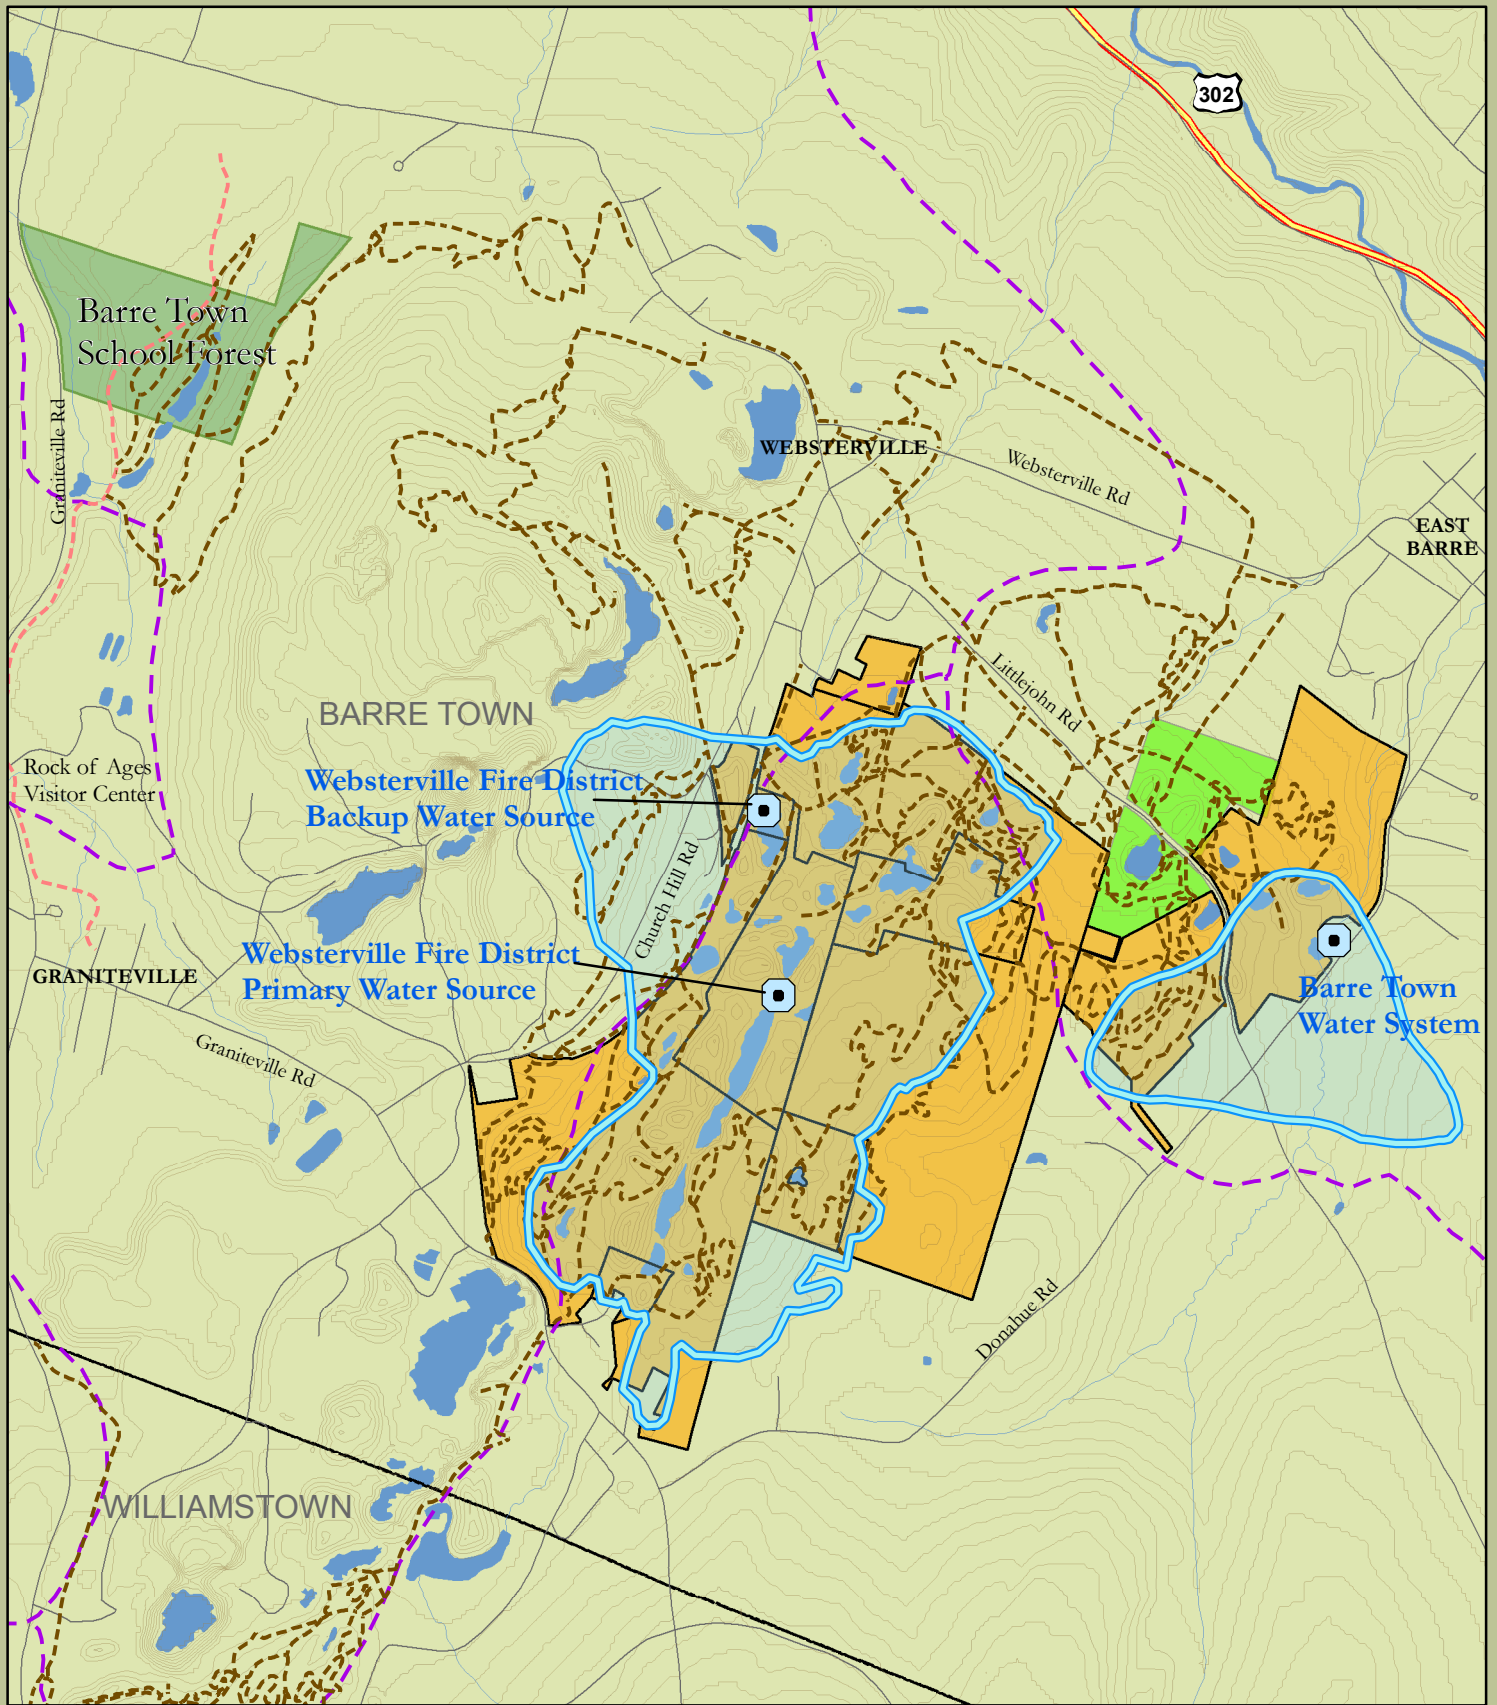 302
Barre Town
School Forest
Graniteville Rd
WEBSTERVILLE
Websterville Rd
EAST
BARRE
Littlejohn Rd
BARRE TOWN
Rock of Ages
Visitor Center
Websterville Fire District
Backup Water Source
Church Hill Rd
Websterville Fire District
Primary Water Source
GRANITEVILLE
Barre Town
Water System
Graniteville Rd
Donahue Rd
WILLIAMSTOWN